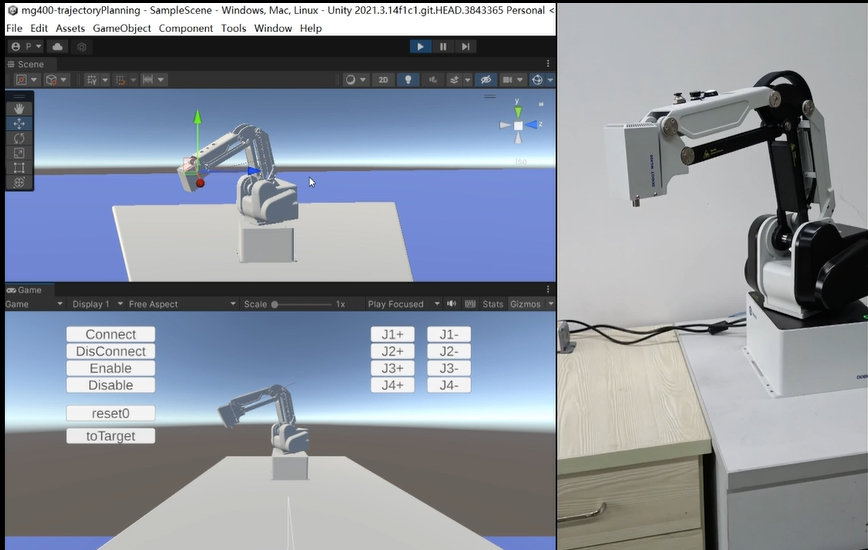 mg400-trajectoryPlanning - SampleScene - Windows, Mac, Linux - Unity 2021.3.14f1c1.git.HEAD.3843365 Personal <
File Edit Assets GameObject Component Tools Window Help
P
Scene
2D
y
Iso
Game
Game Display 1 Free Aspect Scale 1x Play Focused Stats Gizmos
Connect J1+ J1-
DisConnect J2+ J2-
Enable J3+ J3-
Disable J4+ J4-
reset0
toTarget